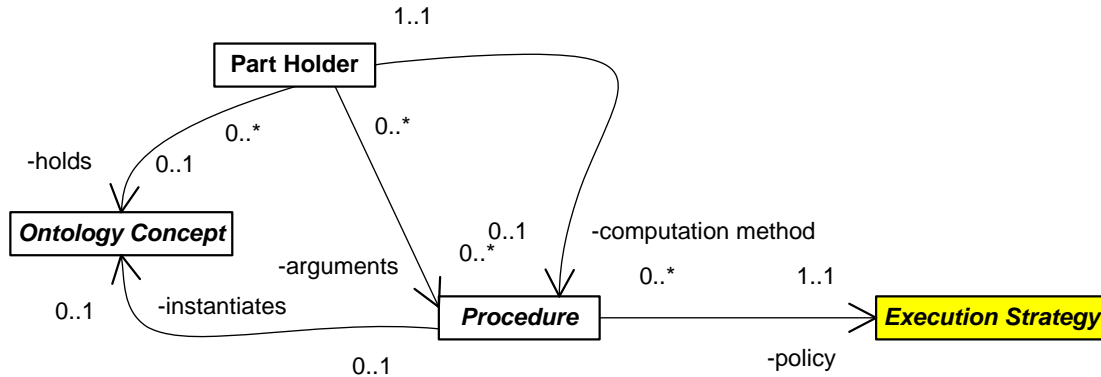 1..1
Part Holder
0..*
0..*
-holds
0..1
Ontology Concept
0..1
-computation method
0..*
-arguments
0..*
1..1
0..1
-instantiates
Procedure
Execution Strategy
-policy
0..1